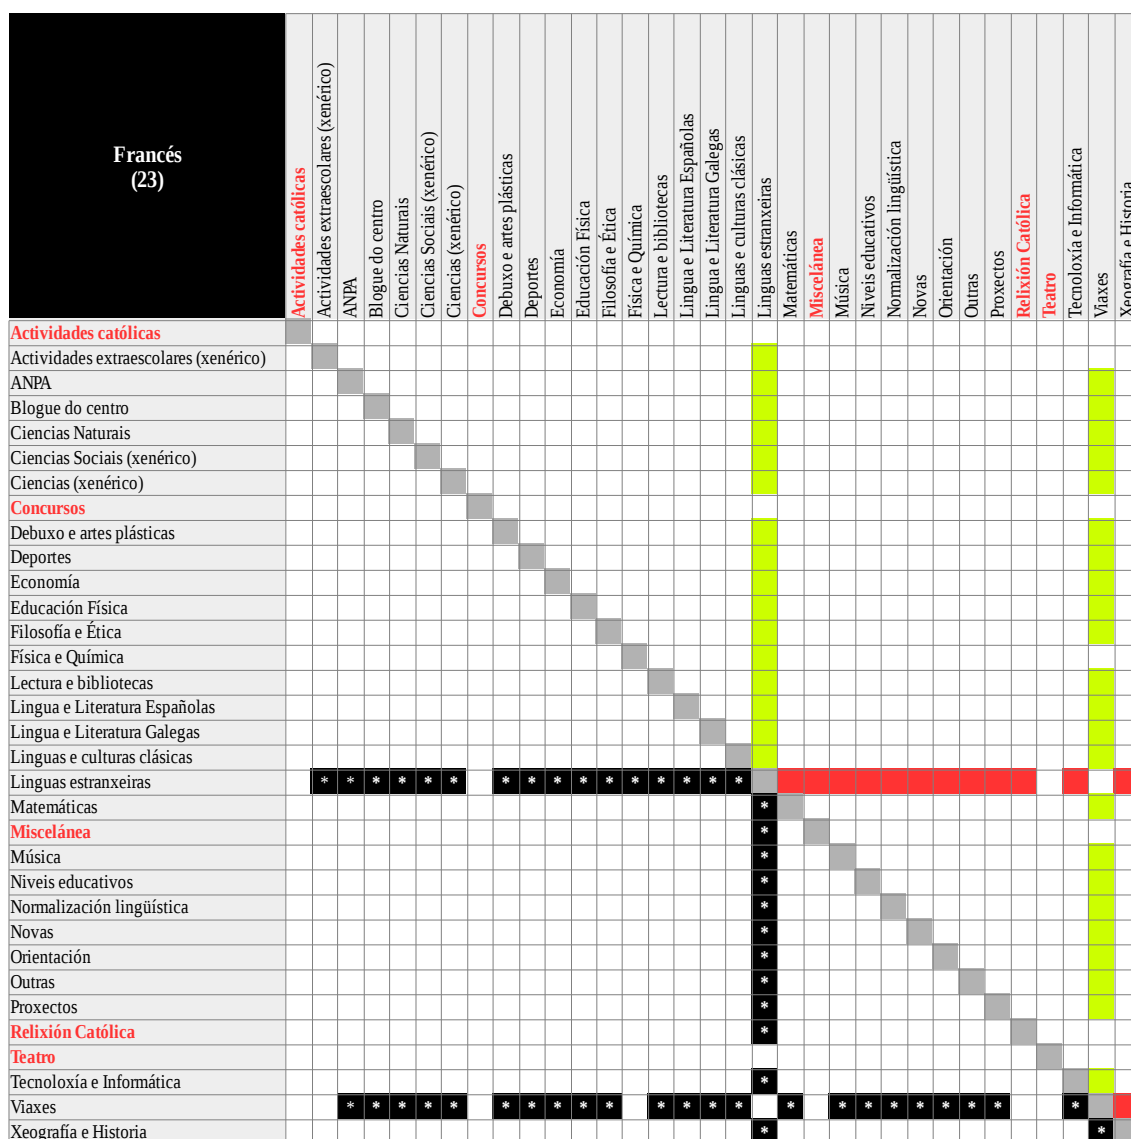 Francés
(23)
Actividades católicas
Actividades extraescolares (xenérico)
ANPA
Blogue do centro
Ciencias Naturais
Ciencias Sociais (xenérico)
Ciencias (xenérico)
Concursos
Debuxo e artes plásticas
Deportes
Economía
Educación Física
Filosofía e Ética
Física e Química
Lectura e bibliotecas
Lingua e Literatura Españolas
Lingua e Literatura Galegas
Linguas e culturas clásicas
Linguas estranxeiras
Matemáticas
Miscelánea
Música
Niveis educativos
Normalización lingüística
Novas
Orientación
Outras
Proxectos
Relixión Católica
Teatro
Tecnoloxía e Informática
Viaxes
Xeografía e Historia
Actividades católicas
Actividades extraescolares (xenérico)
ANPA
Blogue do centro
Ciencias Naturais
Ciencias Sociais (xenérico)
Ciencias (xenérico)
Concursos
Debuxo e artes plásticas
Deportes
Economía
Educación Física
Filosofía e Ética
Física e Química
Lectura e bibliotecas
Lingua e Literatura Españolas
Lingua e Literatura Galegas
Linguas e culturas clásicas
Linguas estranxeiras * * * * * * * * * * * * * * * *
Matemáticas *
Miscelánea *
Música *
Niveis educativos *
Normalización lingüística *
Novas *
Orientación *
Outras *
Proxectos *
Relixión Católica *
Teatro
Tecnoloxía e Informática *
Viaxes * * * * * * * * * * * * * * * * * * * * * * *
Xeografía e Historia * *